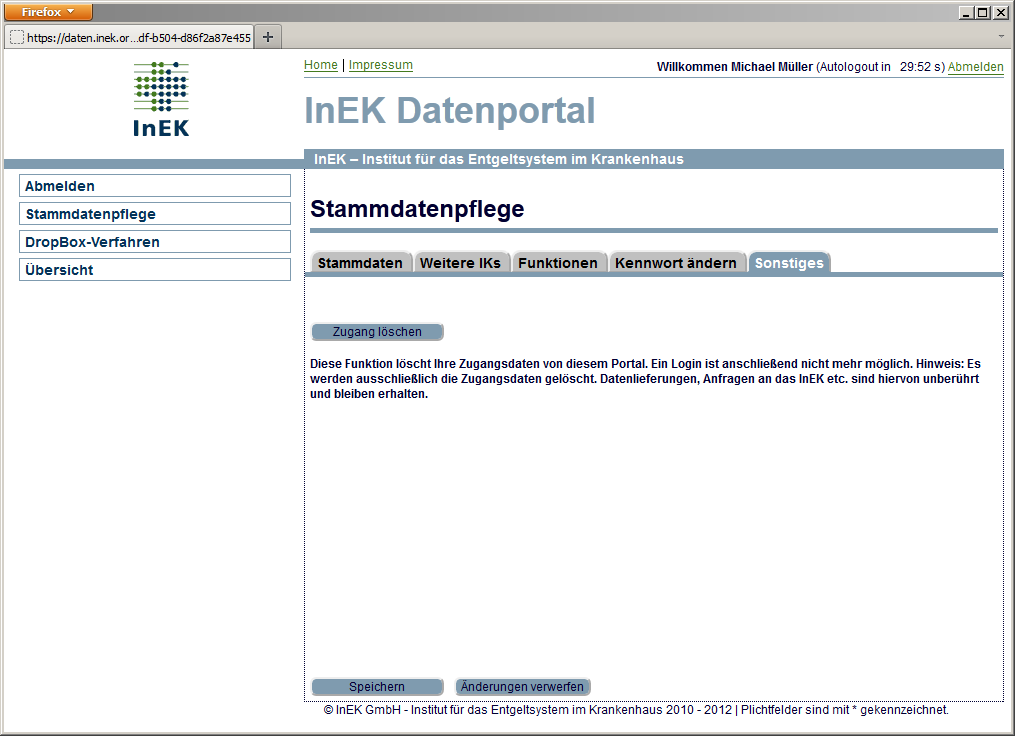 Firefox
https://daten.inek.or...df-b504-d86f2a87e455
InEK
Home | Impressum
Willkommen Michael Müller (Autologout in 29:52 s) Abmelden
InEK Datenportal
InEK – Institut für das Entgeltsystem im Krankenhaus
Abmelden
Stammdatenpflege
DropBox-Verfahren
Übersicht
Stammdatenpflege
Stammdaten Weitere IKs Funktionen Kennwort ändern Sonstiges
Zugang löschen
Diese Funktion löscht Ihre Zugangsdaten von diesem Portal. Ein Login ist anschließend nicht mehr möglich. Hinweis: Es
werden ausschließlich die Zugangsdaten gelöscht. Datenlieferungen, Anfragen an das InEK etc. sind hiervon unberührt
und bleiben erhalten.
Speichern Änderungen verwerfen
© InEK GmbH - Institut für das Entgeltsystem im Krankenhaus 2010 - 2012 | Plichtfelder sind mit * gekennzeichnet.